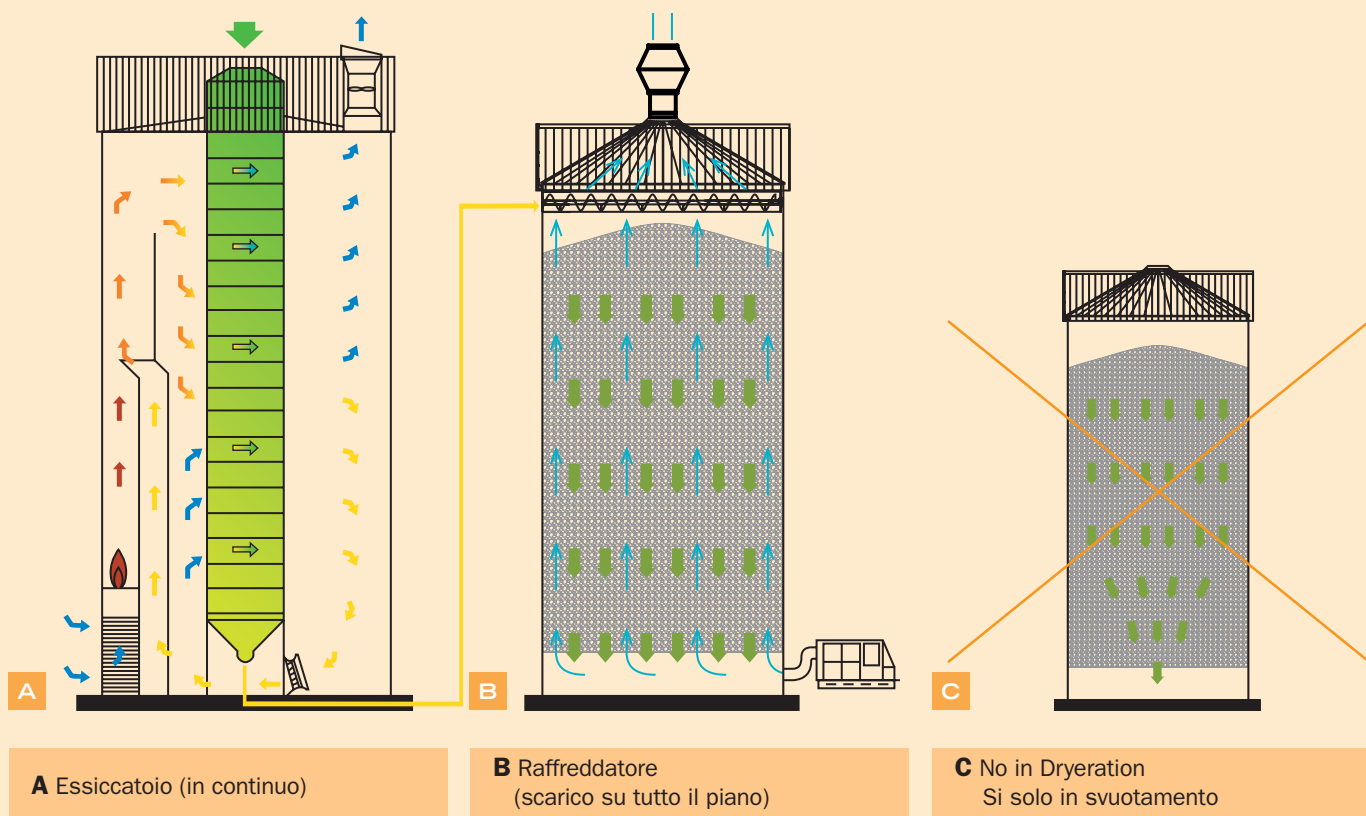 A
B
C
A Essiccatoio (in continuo)
B Raffreddatore
(scarico su tutto il piano)
C No in Dryeration
Si solo in svuotamento